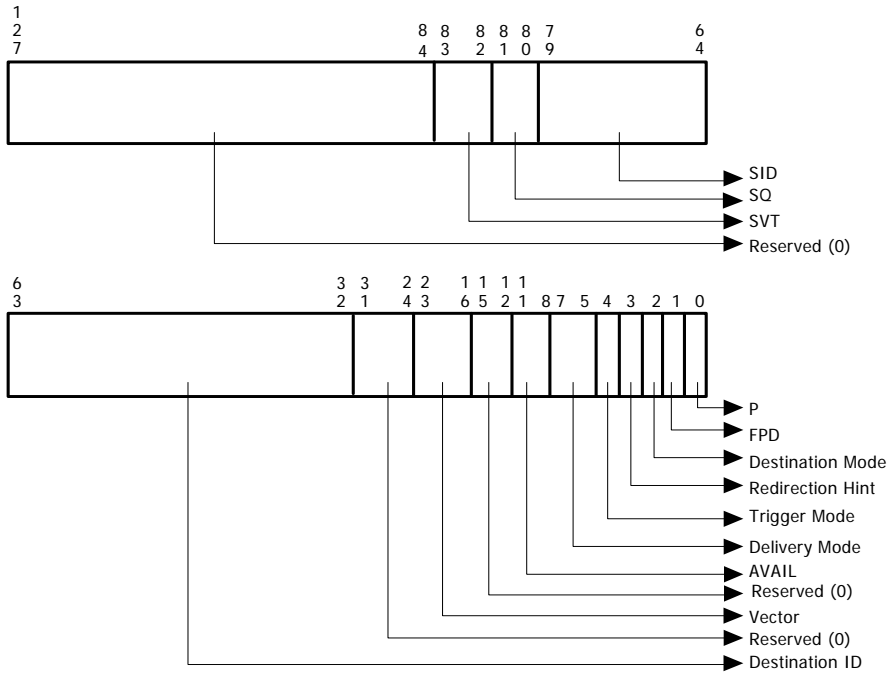 127 84 83 82 81 80 79 64
SID
SQ
SVT
Reserved (0)
63 32 31 24 23 16 15 12 11 8 7 5 4 3 2 1 0
P
FPD
Destination Mode
Redirection Hint
Trigger Mode
Delivery Mode
AVAIL
Reserved (0)
Vector
Reserved (0)
Destination ID